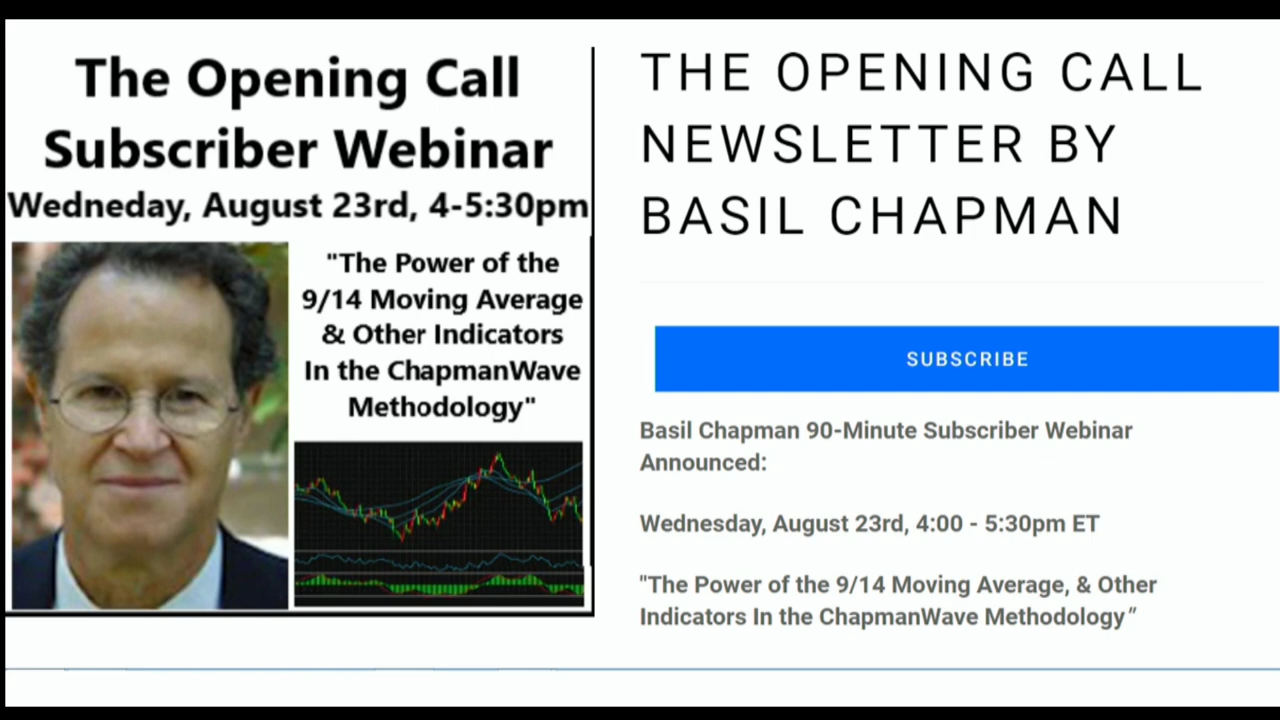 The Opening Call
Subscriber Webinar
Wedneday, August 23rd, 4-5:30pm
"The Power of the
9/14 Moving Average
& Other Indicators
In the ChapmanWave
Methodology"
THE OPENING CALL
NEWSLETTER BY
BASIL CHAPMAN
SUBSCRIBE
Basil Chapman 90-Minute Subscriber Webinar
Announced:
Wednesday, August 23rd, 4:00 - 5:30pm ET
"The Power of the 9/14 Moving Average, & Other
Indicators In the ChapmanWave Methodology”